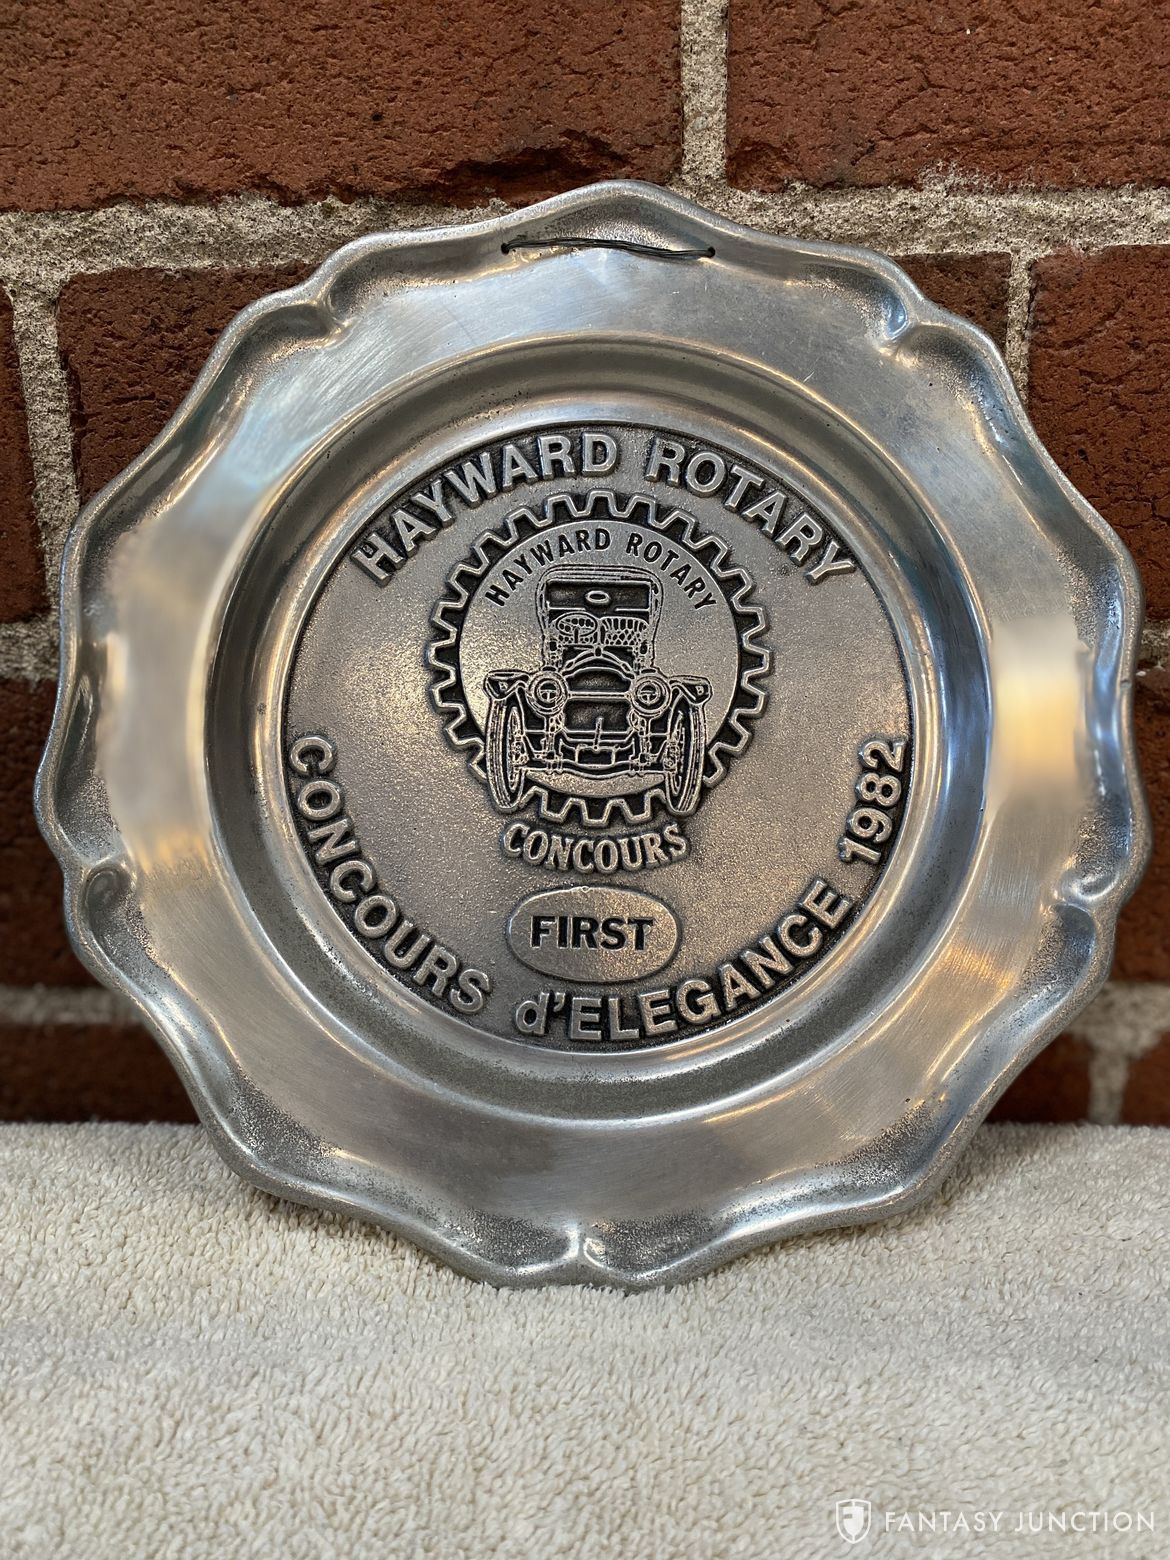 HAYWARD ROTARY
HAYWARD ROTARY
CONCOURS
FIRST
CONCOURS d'ELEGANCE 1982
FANTASY JUNCTION